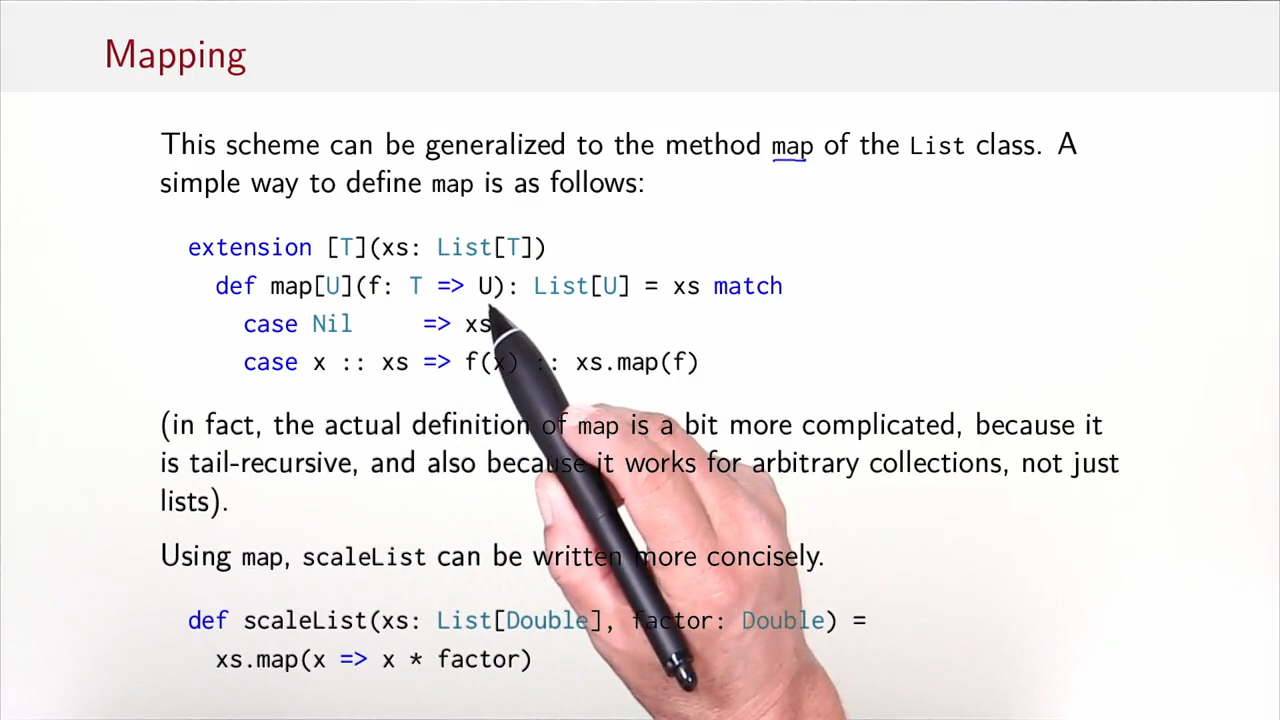 Mapping
This scheme can be generalized to the method map of the List class. A
simple way to define map is as follows:
extension [T](xs: List[T])
def map[U](f: T => U): List[U] = xs match
case Nil => xs
case x :: xs => f(x) :: xs.map(f)
(in fact, the actual definition of map is a bit more complicated, because it
is tail-recursive, and also because it works for arbitrary collections, not just
lists).
Using map, scaleList can be written more concisely.
def scaleList(xs: List[Double], factor: Double) =
xs.map(x => x * factor)